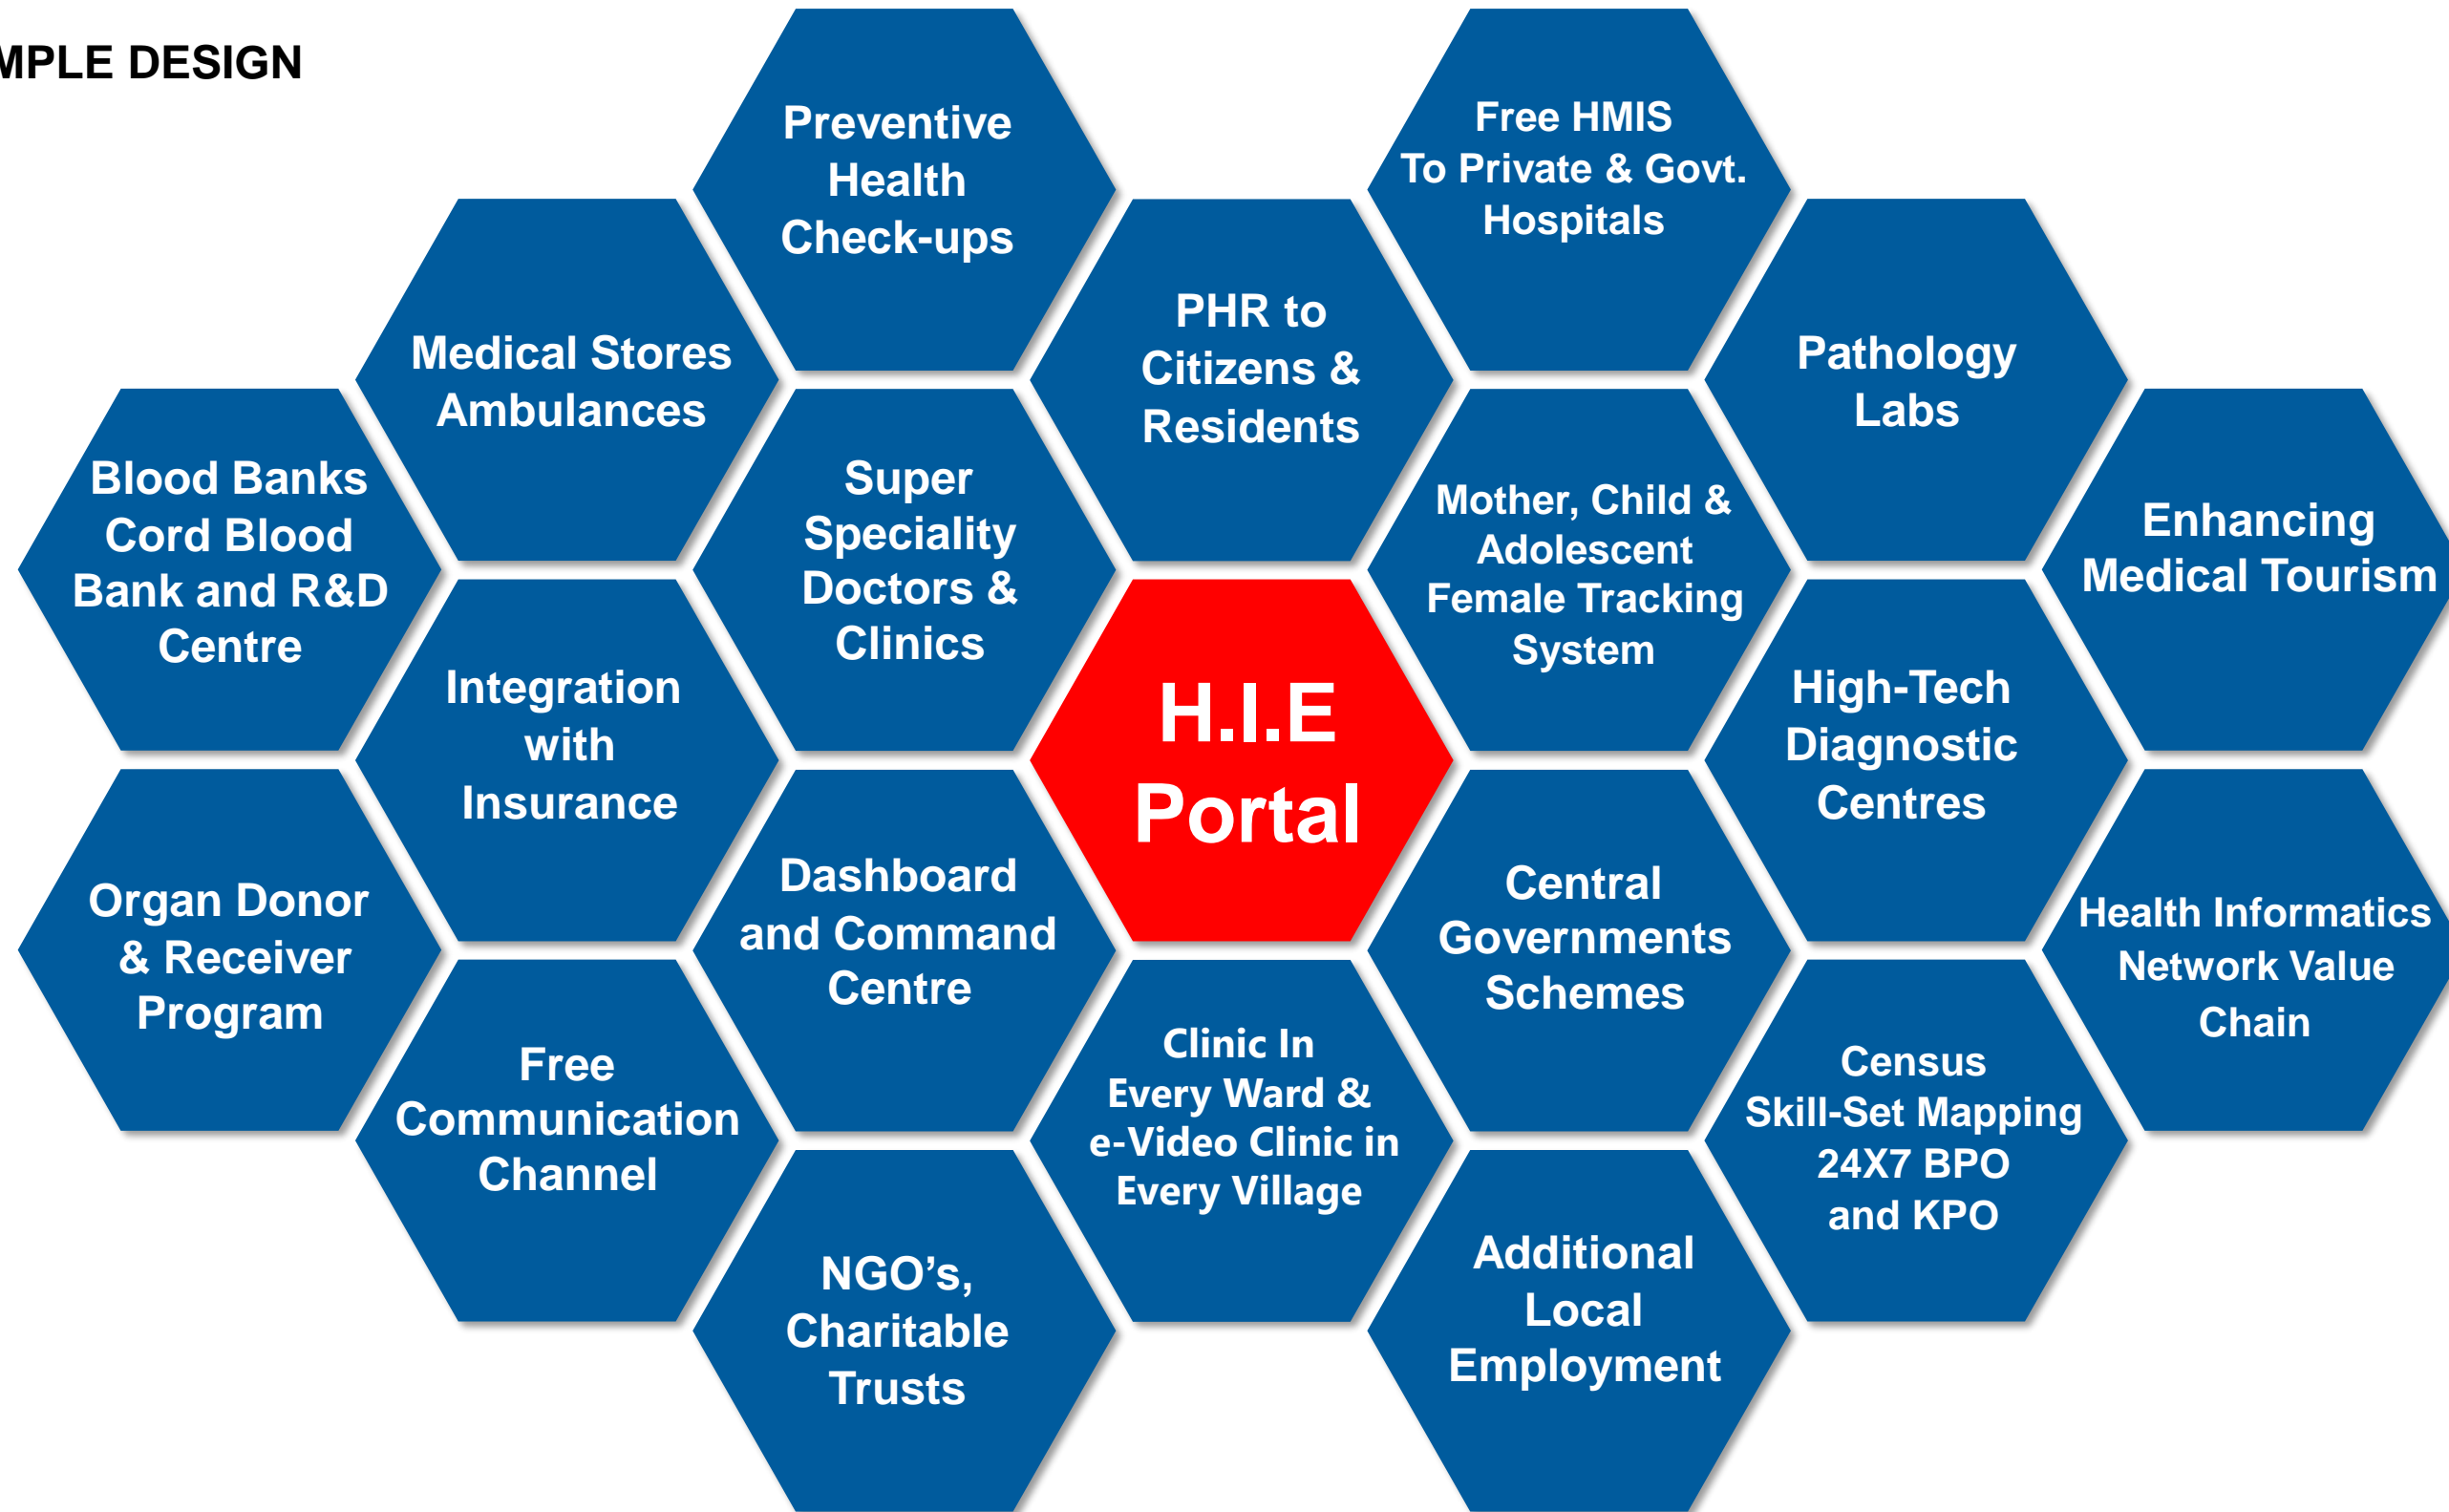 MPLE DESIGN
Preventive
Health
Check-ups
Free HMIS
To Private & Govt.
Hospitals
Medical Stores
Ambulances
PHR to
Citizens &
Residents
Pathology
Labs
Blood Banks
Cord Blood
Bank and R&D
Centre
Super
Speciality
Doctors &
Clinics
Mother, Child &
Adolescent
Female Tracking
System
Enhancing
Medical Tourism
Integration
with
Insurance
H.I.E
Portal
High-Tech
Diagnostic
Centres
Organ Donor
& Receiver
Program
Dashboard
and Command
Centre
Central
Governments
Schemes
Health Informatics
Network Value
Chain
Free
Communication
Channel
Clinic In
Every Ward &
e-Video Clinic in
Every Village
Census
Skill-Set Mapping
24X7 BPO
and KPO
NGO’s,
Charitable
Trusts
Additional
Local
Employment